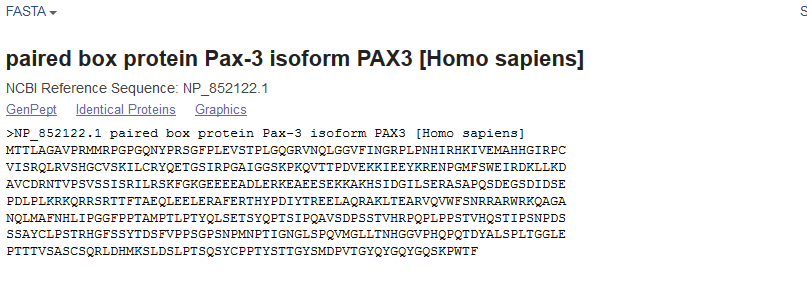 FASTA
S
paired box protein Pax-3 isoform PAX3 [Homo sapiens]
NCBI Reference Sequence: NP_852122.1
GenPept Identical Proteins Graphics
>NP_852122.1 paired box protein Pax-3 isoform PAX3 [Homo sapiens]
MTTLAGAVPRMMRPGPGQNYPRSGFPLEVSTPLGQGRVNQLGGVFINGRPLPNHIRHKIVEMAHHGIRPC
VISRQLRVSHGCVSKILCRYQETGSIRPGAIGGSKPKQVTTPDVEKKIEEYKRENPGMFSWEIRDKLLKD
AVCDRNTVPSVSSISRILRSKFGKGEEEEADLERKEAEESEKKAKHSIDGILSERASAPQSDEGSDIDSE
PDLPLKRKQRRSRTTFTAEQLEELERAFERTHYPDIYTREELAQRAKLTEARVQVWFSNRRARWRKQAGA
NQLMAFNHLIPGGFPPTAMPTLPTYQLSETSYQPTSIPQAVSDPSSTVHRPQPLPPSTVHQSTIPSNPDS
SSAYCLPSTRHGFSSYTDSFVPPSGPSNPMNPTIGNGLSPQVMGLLTNHGGVPHQPQTDYALSPLTGGLE
PTTTVSASCSQRLDHMKSLDSLPTSQSYCPPTYSTTGYSMDPVTGYQYGQYGQSKPWTF